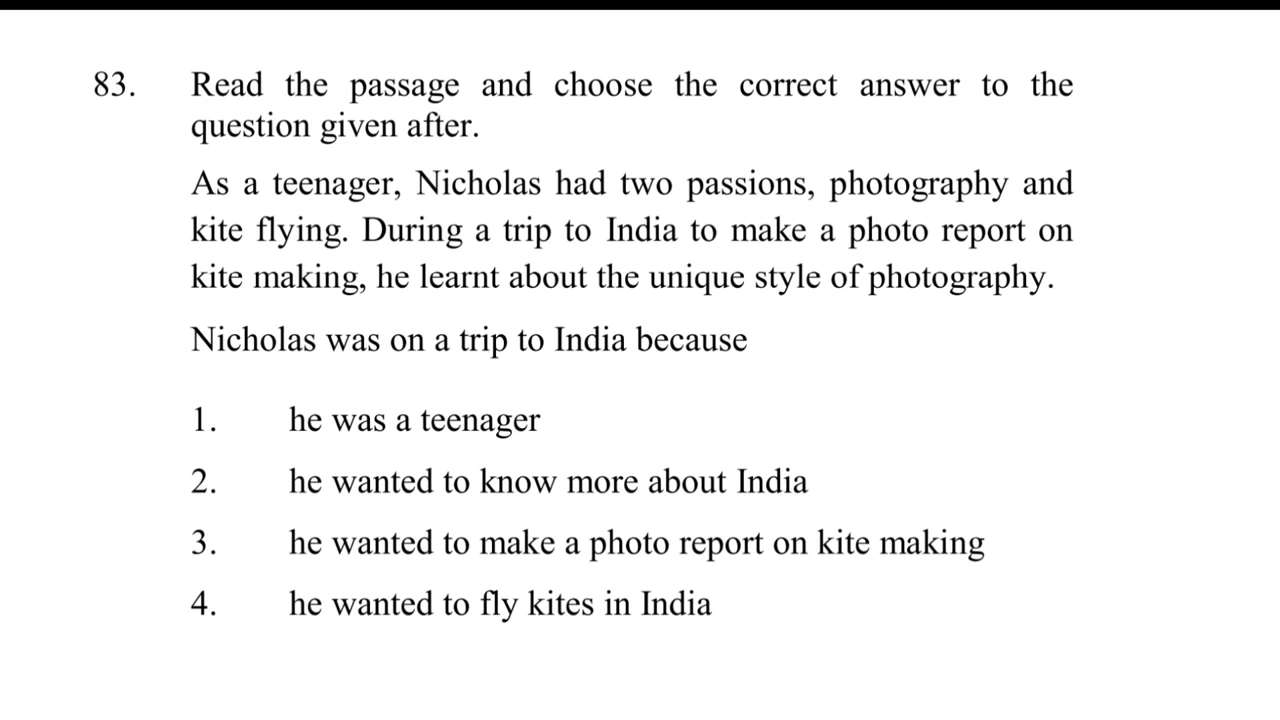 83. Read the passage and choose the correct answer to the
question given after.
As a teenager, Nicholas had two passions, photography and
kite flying. During a trip to India to make a photo report on
kite making, he learnt about the unique style of photography.
Nicholas was on a trip to India because
1. he was a teenager
2. he wanted to know more about India
3. he wanted to make a photo report on kite making
4. he wanted to fly kites in India